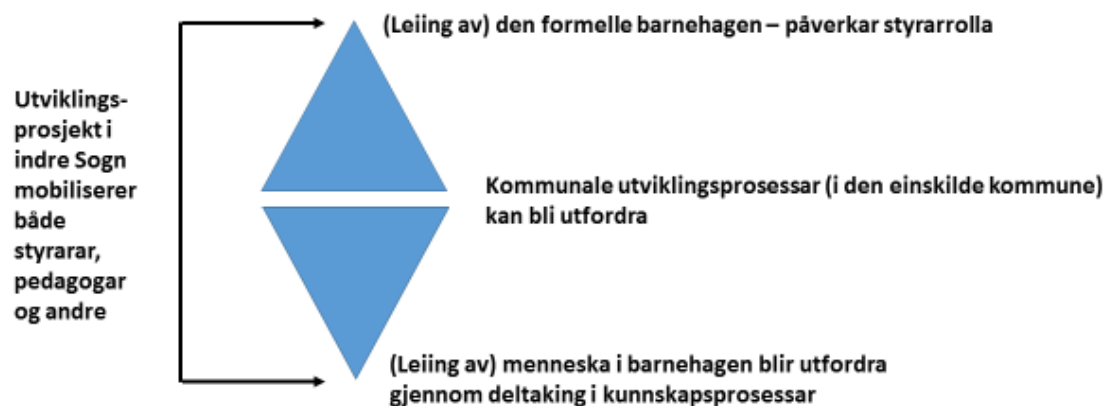 (Leiing av) den formelle barnehagen – påverkar styrarrolla
Utviklings-
prosjekt i
indre Sogn
mobiliserer
både
styrarar,
pedagogar
og andre
Kommunale utviklingsprosessar (i den einskilde kommune)
kan bli utfordra
(Leiing av) menneska i barnehagen blir utfordra
gjennom deltaking i kunnskapsprosessar